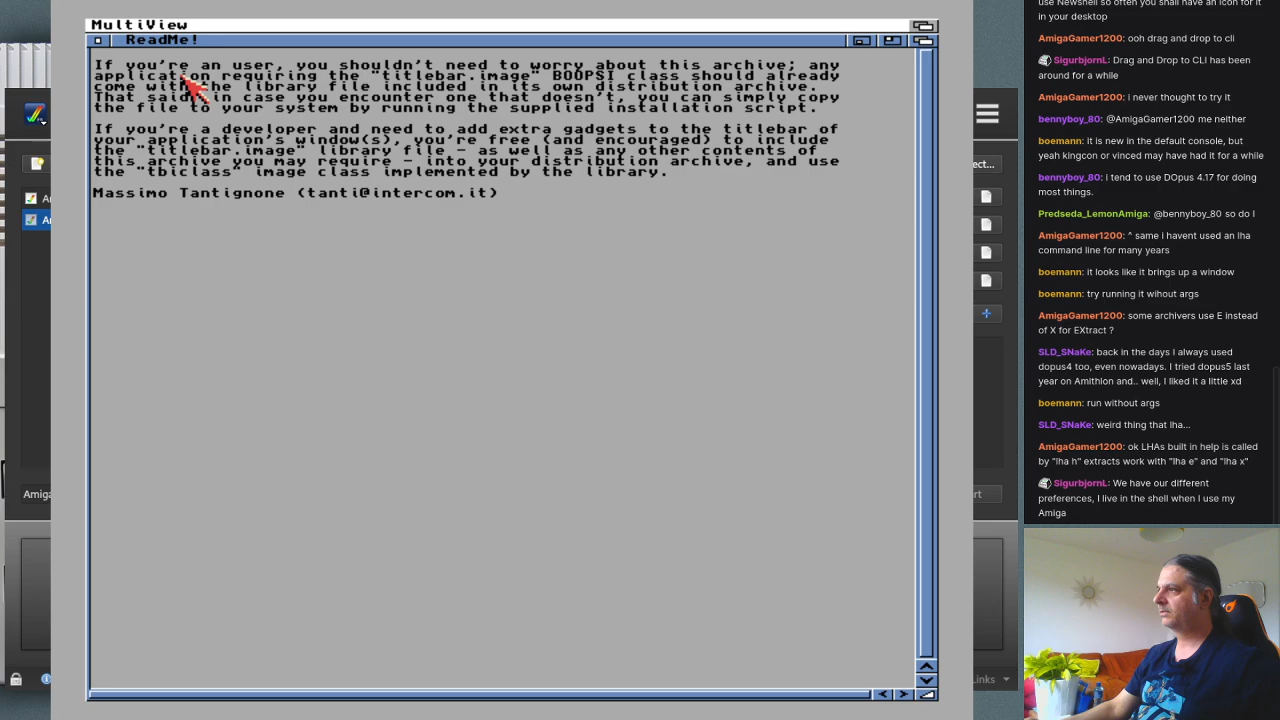 MultiView
ReadMe!
If you're an user, you shouldn't need to worry about this archive; any
application requiring the "titlebar.image" BOOPSI class should already
come with the library file included in its own distribution archive.
That said, in case you encounter one that doesn't, you can simply copy
the file to your system by running the supplied installation script.
If you're a developer and need to add extra gadgets to the titlebar of
your application's window(s), you're free (and encouraged) to include
the "titlebar.image" library file - as well as any other contents of
this archive you may require - into your distribution archive, and use
the "tbiclass" image class implemented by the library.
Massimo Tantignone (tanti@intercom.it)
use Newshell so often you shall have an icon for it
in your desktop
AmigaGamer1200: ooh drag and drop to cli
SigurbjornL: Drag and Drop to CLI has been
around for a while
AmigaGamer1200: i never thought to try it
bennyboy_80: @AmigaGamer1200 me neither
boemann: it is new in the default console, but
yeah kingcon or vinced may have had it for a while
bennyboy_80: I tend to use DOpus 4.17 for doing
most things.
Predseda_LemonAmiga: @bennyboy_80 so do I
AmigaGamer1200: ^ same i havent used an lha
command line for many years
boemann: it looks like it brings up a window
boemann: try running it wihout args
AmigaGamer1200: some archivers use E instead
of X for EXtract ?
SLD_SNaKe: back in the days I always used
dopus4 too, even nowadays. I tried dopus5 last
year on Amithlon and.. well, I liked it a little xd
boemann: run without args
SLD_SNaKe: weird thing that lha...
AmigaGamer1200: ok LHAs built in help is called
by "lha h" extracts work with "lha e" and "lha x"
SigurbjornL: We have our different
preferences, I live in the shell when I use my
Amiga
ect...
Amiga
rt
Links